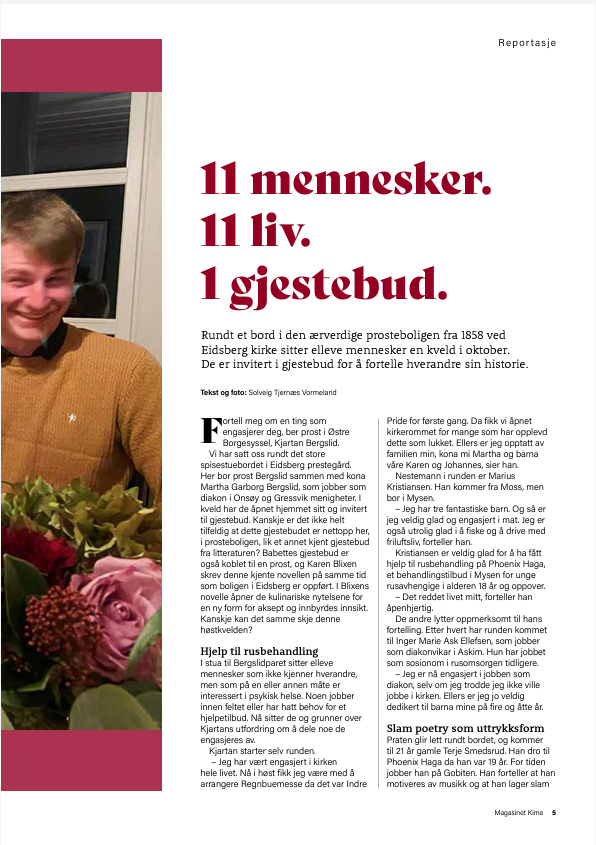 Reportasje
11 mennesker.
11 liv.
1 gjestebud.
Rundt et bord i den ærverdige prosteboligen fra 1858 ved
Eidsberg kirke sitter elleve mennesker en kveld i oktober.
De er invitert i gjestebud for å fortelle hverandre sin historie.
Tekst og foto: Solveig Tjernæs Vormeland
Fortell meg om en ting som
engasjerer deg, ber prost i Østre
Borgesyssel, Kjartan Bergslid.
Vi har satt oss rundt det store
spisestuebordet i Eidsberg prestegård.
Her bor prost Bergslid sammen med kona
Martha Garborg Bergslid, som jobber som
diakon i Onsøy og Gressvik menigheter. I
kveld har de åpnet hjemmet sitt og invitert
til gjestebud. Kanskje er det ikke helt
tilfeldig at dette gjestebudet er nettopp her,
i prosteboligen, lik et annet kjent gjestebud
fra litteraturen? Babettes gjestebud er
også koblet til en prost, og Karen Blixen
skrev denne kjente novellen på samme tid
som boligen i Eidsberg er oppført. I Blixens
novelle åpner de kulinariske nytelsene for
en ny form for aksept og innbyrdes innsikt.
Kanskje kan det samme skje denne
høstkvelden?
Hjelp til rusbehandling
I stua til Bergslidparet sitter elleve
mennesker som ikke kjenner hverandre,
men som på en eller annen måte er
interessert i psykisk helse. Noen jobber
innen feltet eller har hatt behov for et
hjelpetilbud. Nå sitter de og grunner over
Kjartans utfordring om å dele noe de
engasjeres av.
Kjartan starter selv runden.
– Jeg har vært engasjert i kirken
hele livet. Nå i høst fikk jeg være med å
arrangere Regnbuemesse da det var Indre
Pride for første gang. Da fikk vi åpnet
kirkerommet for mange som har opplevd
dette som lukket. Ellers er jeg opptatt av
familien min, kona mi Martha og barna
våre Karen og Johannes, sier han.
Nestemann i runden er Marius
Kristiansen. Han kommer fra Moss, men
bor i Mysen.
– Jeg har tre fantastiske barn. Og så er
jeg veldig glad og engasjert i mat. Jeg er
også utrolig glad i å fiske og å drive med
friluftsliv, forteller han.
Kristiansen er veldig glad for å ha fått
hjelp til rusbehandling på Phoenix Haga,
et behandlingstilbud i Mysen for unge
rusavhengige i alderen 18 år og oppover.
– Det reddet livet mitt, forteller han
åpenhjertig.
De andre lytter oppmerksomt til hans
fortelling. Etter hvert har runden kommet
til Inger Marie Ask Ellefsen, som jobber
som diakonvikar i Askim. Hun har jobbet
som sosionom i rusomsorgen tidligere.
– Jeg er nå engasjert i jobben som
diakon, selv om jeg trodde jeg ikke ville
jobbe i kirken. Ellers er jeg jo veldig
dedikert til barna mine på fire og åtte år.
Slam poetry som uttrykksform
Praten glir lett rundt bordet, og kommer
til 21 år gamle Terje Smedsrud. Han dro til
Phoenix Haga da han var 19 år. For tiden
jobber han på Gobiten. Han forteller at han
motiveres av musikk og at han lager slam
Magasinet Kime 5